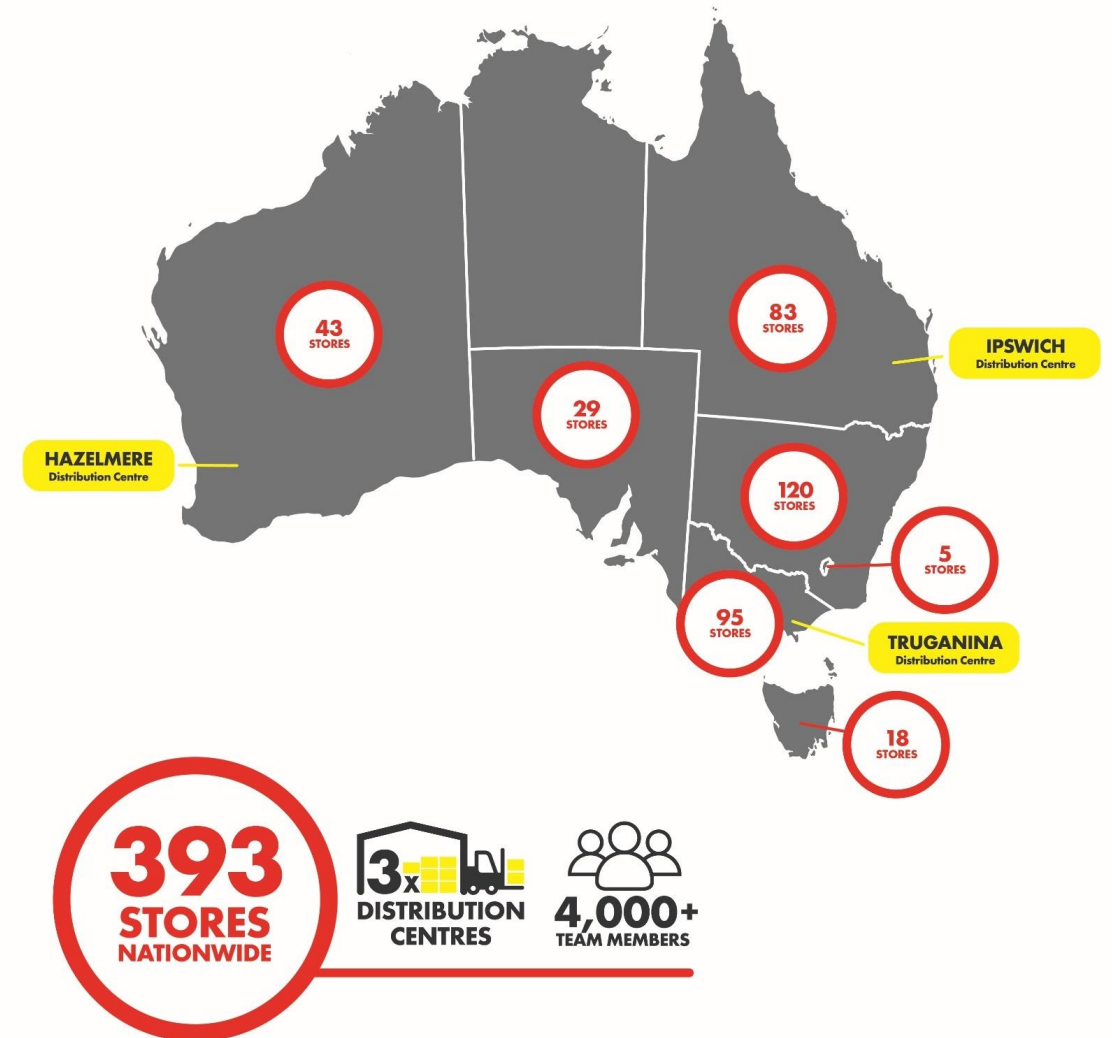 83
STORES
43
STORES
IPSWICH
Distribution Centre
29
STORES
HAZELMERE
Distribution Centre
120
STORES
5
STORES
95
STORES
TRUGANINA
Distribution Centre
18
STORES
393
STORES
NATIONWIDE
3x
DISTRIBUTION
CENTRES
4,000+
TEAM MEMBERS